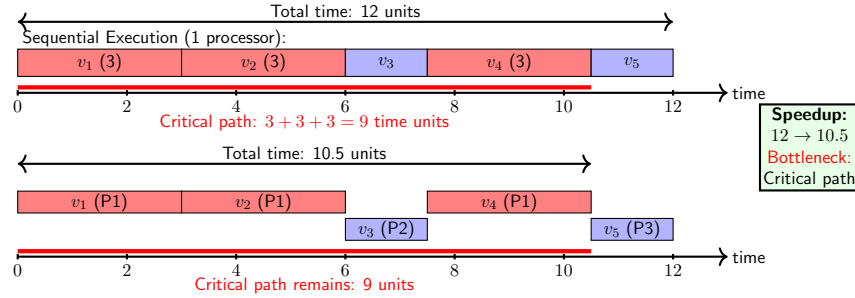 Total time: 12 units
Sequential Execution (1 processor):
v₁ (3) v₂ (3) v₃ v₄ (3) v₅
0 2 4 6 8 10 12 time
Critical path: 3 + 3 + 3 = 9 time units
Speedup:
12 → 10.5
Bottleneck:
Critical path
Total time: 10.5 units
v₁ (P1) v₂ (P1) v₄ (P1)
v₃ (P2) v₅ (P3)
0 2 4 6 8 10 12 time
Critical path remains: 9 units